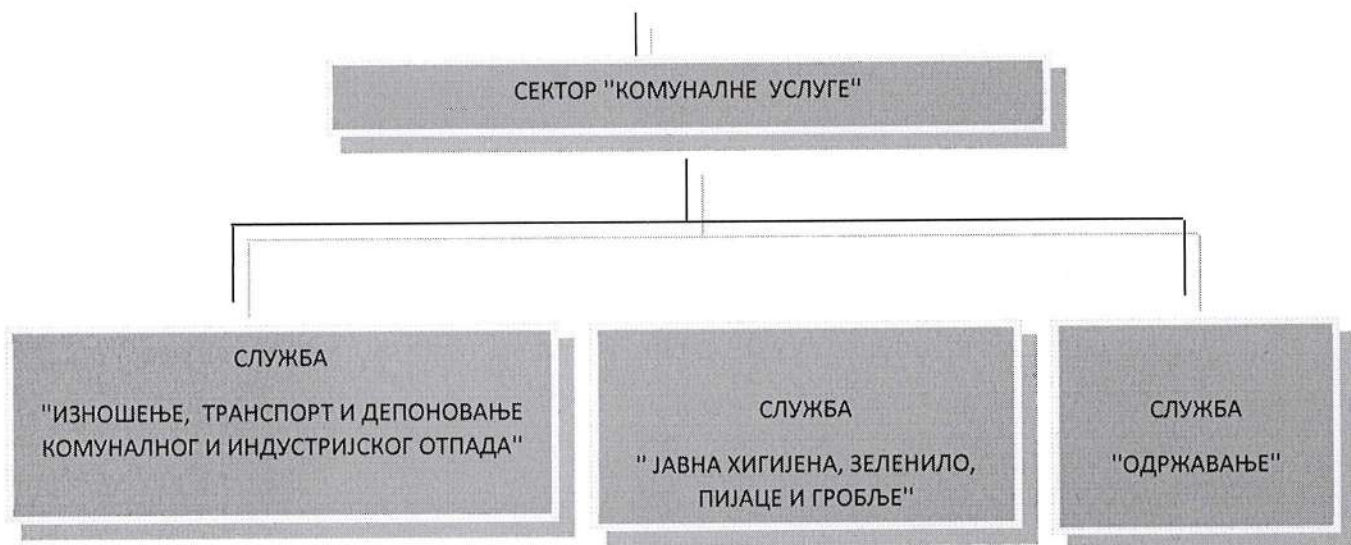 СЕКТОР "КОМУНАЛНЕ УСЛУГЕ"
СЛУЖБА
"ИЗНОШЕЊЕ, ТРАНСПОРТ И ДЕПОНОВАЊЕ
КОМУНАЛНОГ И ИНДУСТРИЈСКОГ ОТПАДА"
СЛУЖБА
" ЈАВНА ХИГИЈЕНА, ЗЕЛЕНИЛО,
ПИЈАЦЕ И ГРОБЉЕ"
СЛУЖБА
"ОДРЖАВАЊЕ"